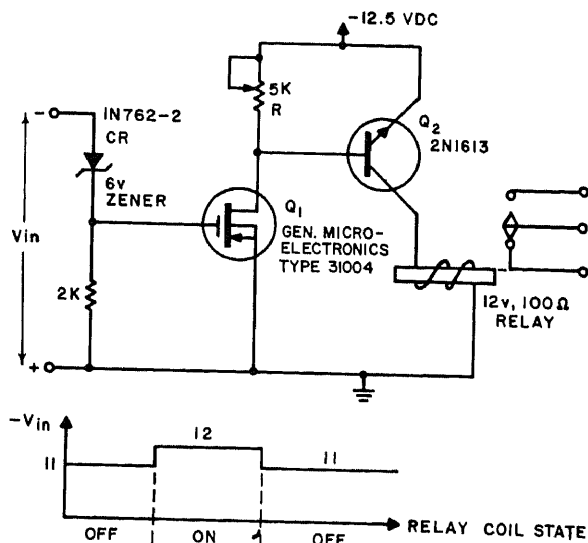 -12.5 VDC
5K
R
Q2
2N1613
-
IN762-2
CR
6v
ZENER
Vin
Q1
GEN. MICRO-
ELECTRONICS
TYPE 31004
2K
12v, 100Ω
RELAY
+
-Vin
11
12
11
OFF
ON
OFF
RELAY COIL STATE